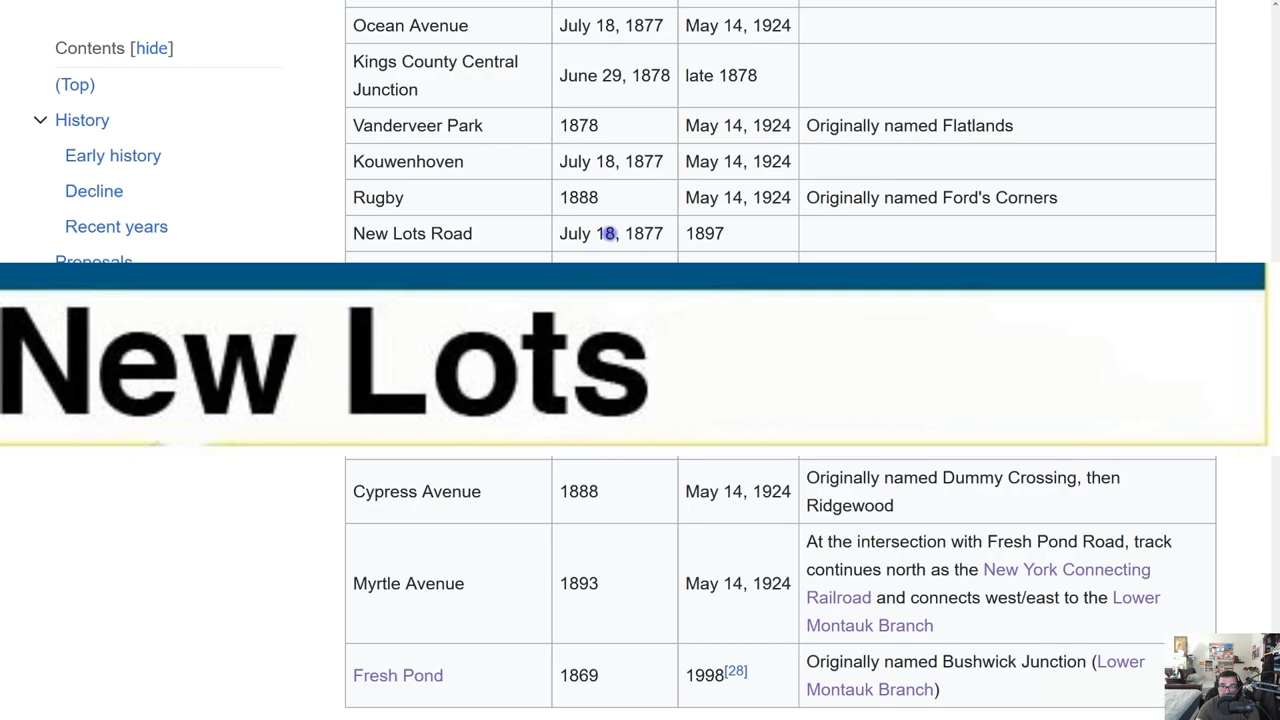 Contents [hide]
(Top)
History
Early history
Decline
Recent years
Proposals
Ocean Avenue July 18, 1877 May 14, 1924
Kings County Central Junction June 29, 1878 late 1878
Vanderveer Park 1878 May 14, 1924 Originally named Flatlands
Kouwenhoven July 18, 1877 May 14, 1924
Rugby 1888 May 14, 1924 Originally named Ford's Corners
New Lots Road July 18, 1877 1897
New Lots
Cypress Avenue 1888 May 14, 1924 Originally named Dummy Crossing, then Ridgewood
Myrtle Avenue 1893 May 14, 1924 At the intersection with Fresh Pond Road, track continues north as the New York Connecting Railroad and connects west/east to the Lower Montauk Branch
Fresh Pond 1869 1998[28] Originally named Bushwick Junction (Lower Montauk Branch)